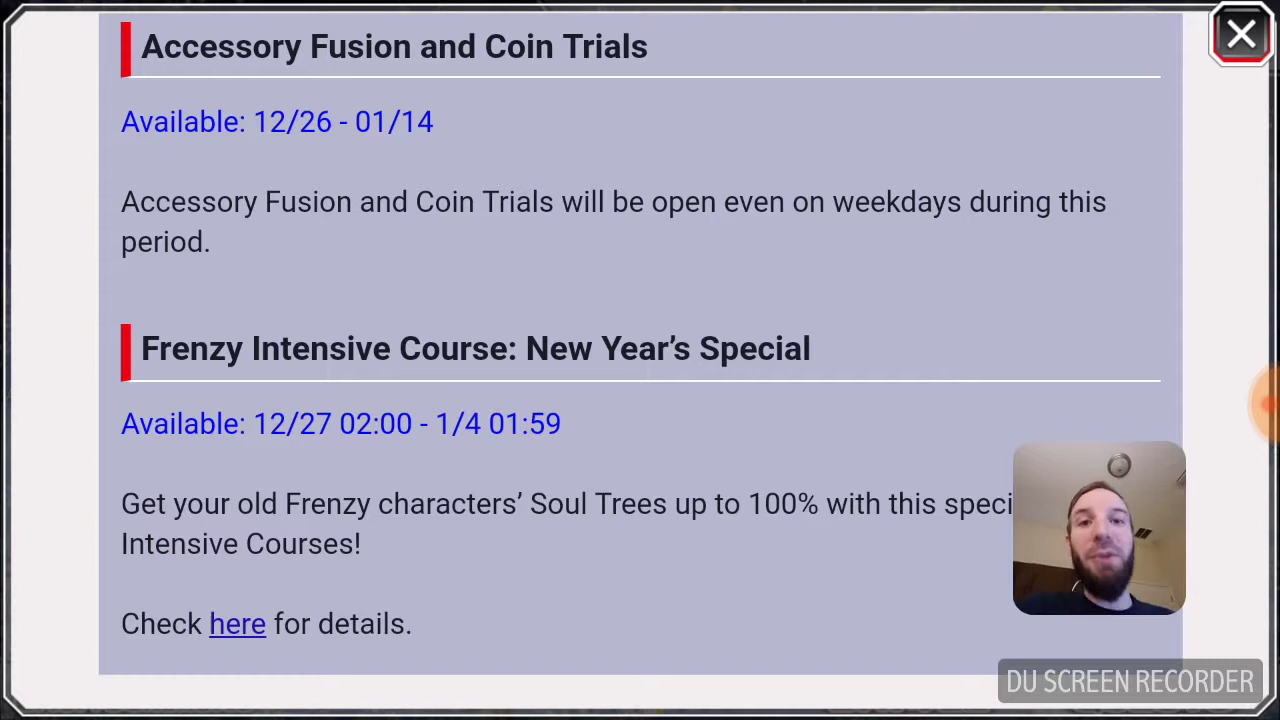 Accessory Fusion and Coin Trials
Available: 12/26 - 01/14
Accessory Fusion and Coin Trials will be open even on weekdays during this
period.
Frenzy Intensive Course: New Year’s Special
Available: 12/27 02:00 - 1/4 01:59
Get your old Frenzy characters’ Soul Trees up to 100% with this speci
Intensive Courses!
Check here for details.
DU SCREEN RECORDER